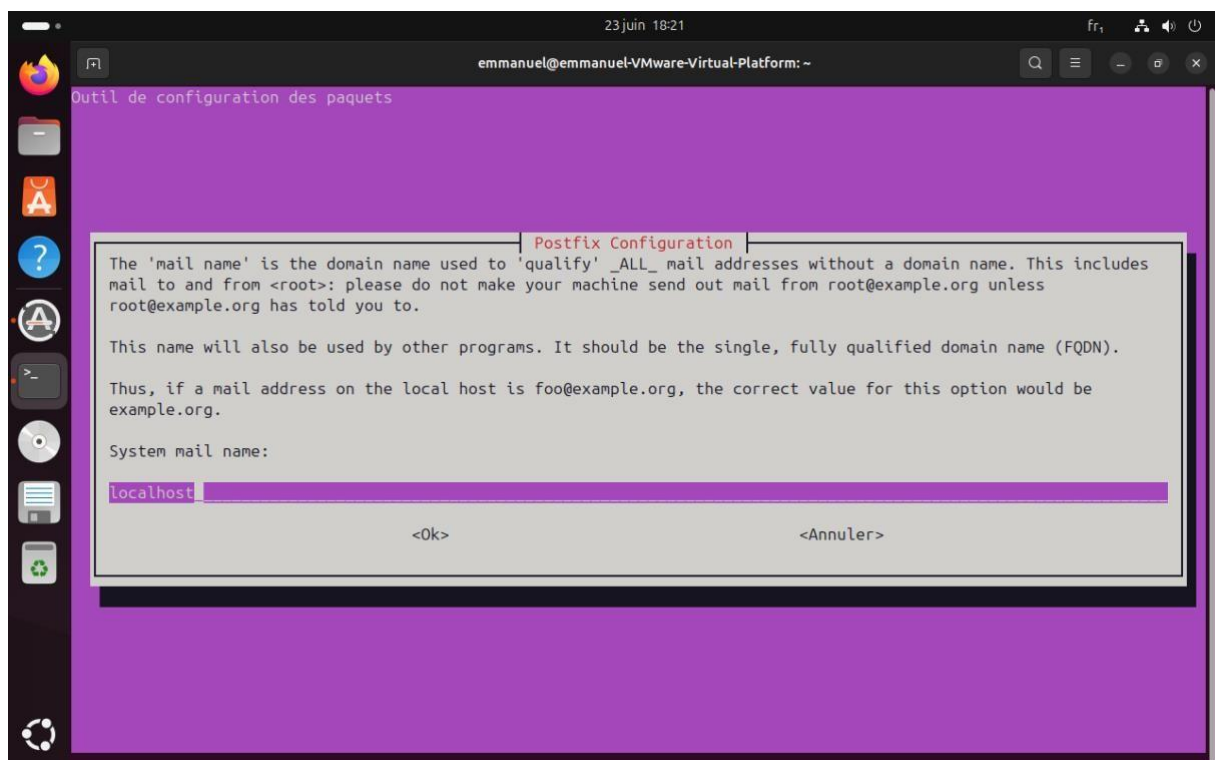 23 juin 18:21
fr₁
emmanuel@emmanuel-VMware-Virtual-Platform: ~
Outil de configuration des paquets
Postfix Configuration
The 'mail name' is the domain name used to 'qualify' _ALL_ mail addresses without a domain name. This includes
mail to and from <root>: please do not make your machine send out mail from root@example.org unless
root@example.org has told you to.
This name will also be used by other programs. It should be the single, fully qualified domain name (FQDN).
Thus, if a mail address on the local host is foo@example.org, the correct value for this option would be
example.org.
System mail name:
localhost
<Ok> <Annuler>